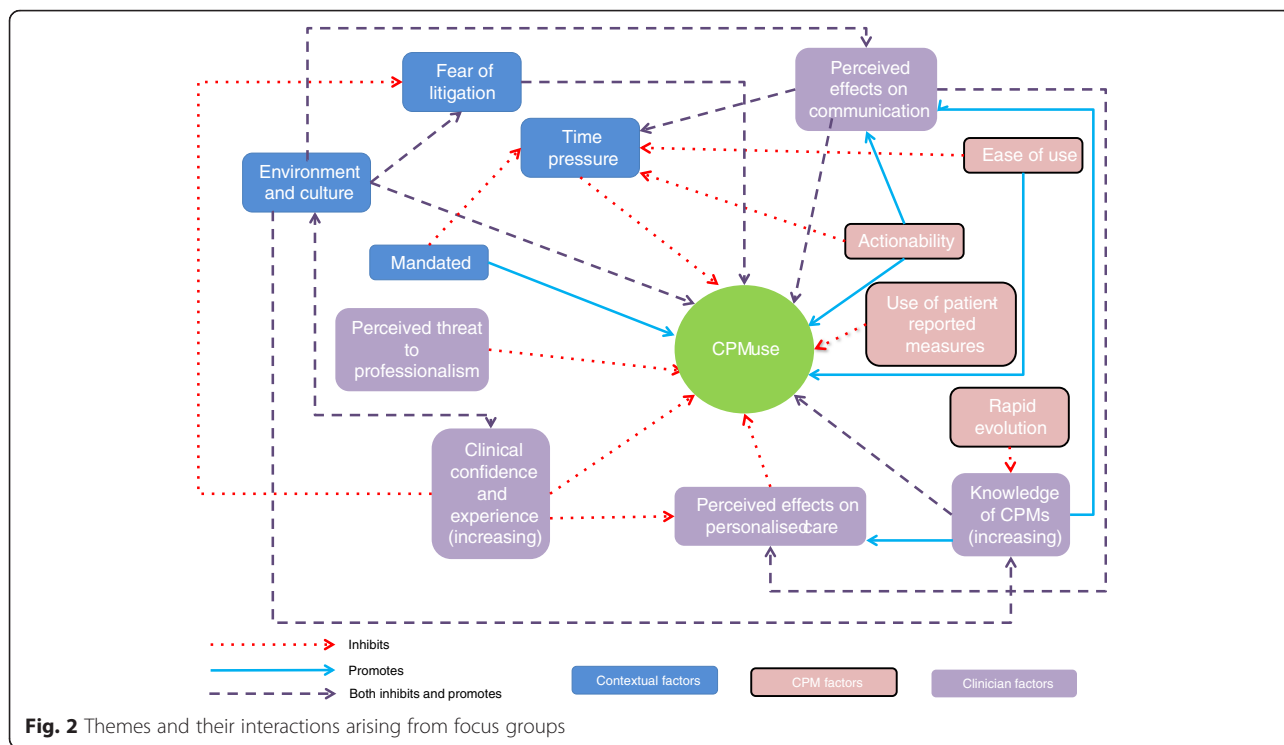 Fear of
litigation
Perceived
effects on
communication
Time
pressure
Ease of use
Environment
and culture
Actionability
Mandated
Use of patient
reported
measures
Perceived threat
to
professionalism
CPMuse
Rapid
evolution
Clinical
confidence
and
experience
(increasing)
Perceived effects on
personalisedcare
Knowledge
of CPMs
(increasing)
Inhibits
Promotes
Both inhibits and promotes
Contextual factors
CPM factors
Clinician factors
Fig. 2 Themes and their interactions arising from focus groups